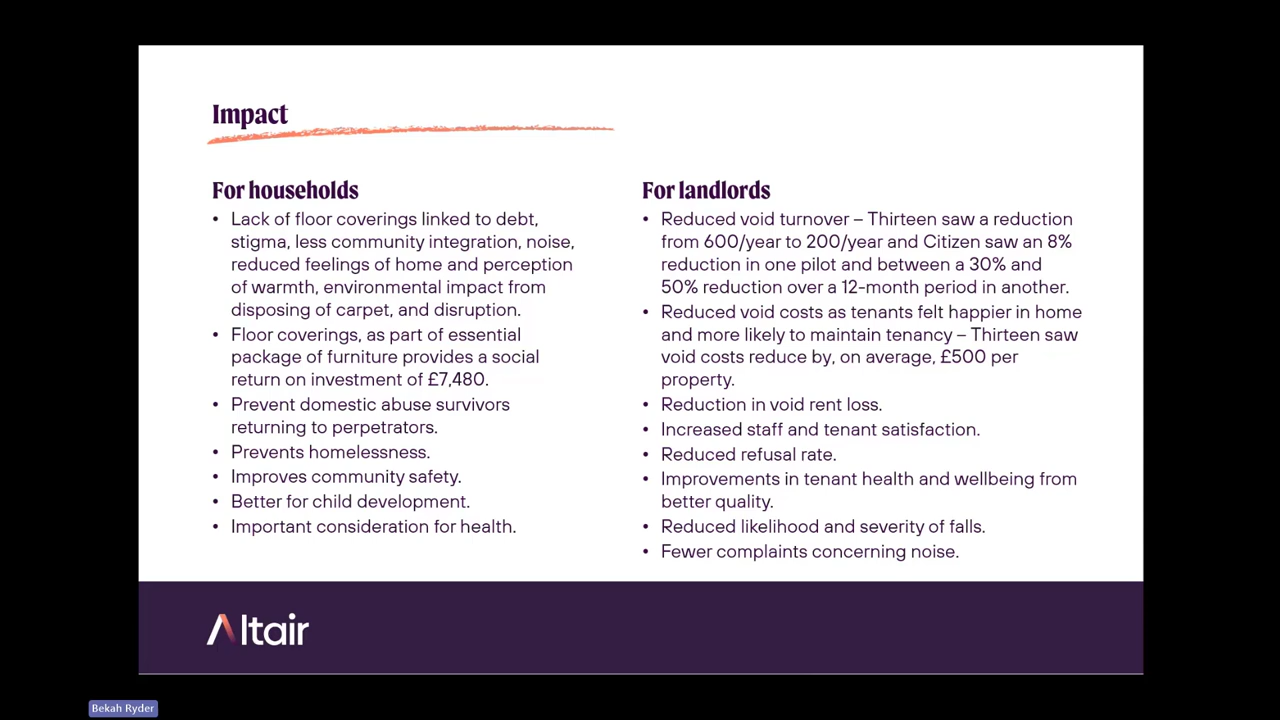 Impact
For households
• Lack of floor coverings linked to debt,
stigma, less community integration, noise,
reduced feelings of home and perception
of warmth, environmental impact from
disposing of carpet, and disruption.
• Floor coverings, as part of essential
package of furniture provides a social
return on investment of £7,480.
• Prevent domestic abuse survivors
returning to perpetrators.
• Prevents homelessness.
• Improves community safety.
• Better for child development.
• Important consideration for health.
For landlords
• Reduced void turnover – Thirteen saw a reduction
from 600/year to 200/year and Citizen saw an 8%
reduction in one pilot and between a 30% and
50% reduction over a 12-month period in another.
• Reduced void costs as tenants felt happier in home
and more likely to maintain tenancy – Thirteen saw
void costs reduce by, on average, £500 per
property.
• Reduction in void rent loss.
• Increased staff and tenant satisfaction.
• Reduced refusal rate.
• Improvements in tenant health and wellbeing from
better quality.
• Reduced likelihood and severity of falls.
• Fewer complaints concerning noise.
Altair
Bekah Ryder